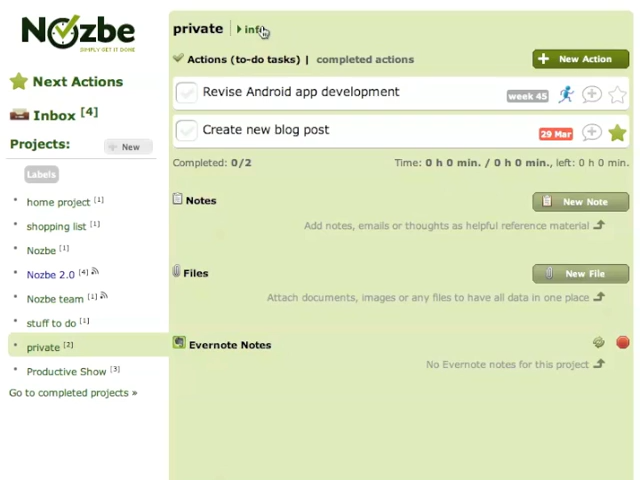 Nozbe
SIMPLY GET IT DONE
Next Actions
Inbox [4]
Projects:
New
Labels
home project [1]
shopping list [1]
Nozbe [1]
Nozbe 2.0 [4]
Nozbe team [1]
stuff to do [1]
private [2]
Productive Show [3]
Go to completed projects »
private
info
Actions (to-do tasks) | completed actions
New Action
Revise Android app development
week 45
Create new blog post
29 Mar
Completed: 0/2
Time: 0 h 0 min. / 0 h 0 min., left: 0 h 0 min.
Notes
New Note
Add notes, emails or thoughts as helpful reference material
Files
New File
Attach documents, images or any files to have all data in one place
Evernote Notes
No Evernote notes for this project